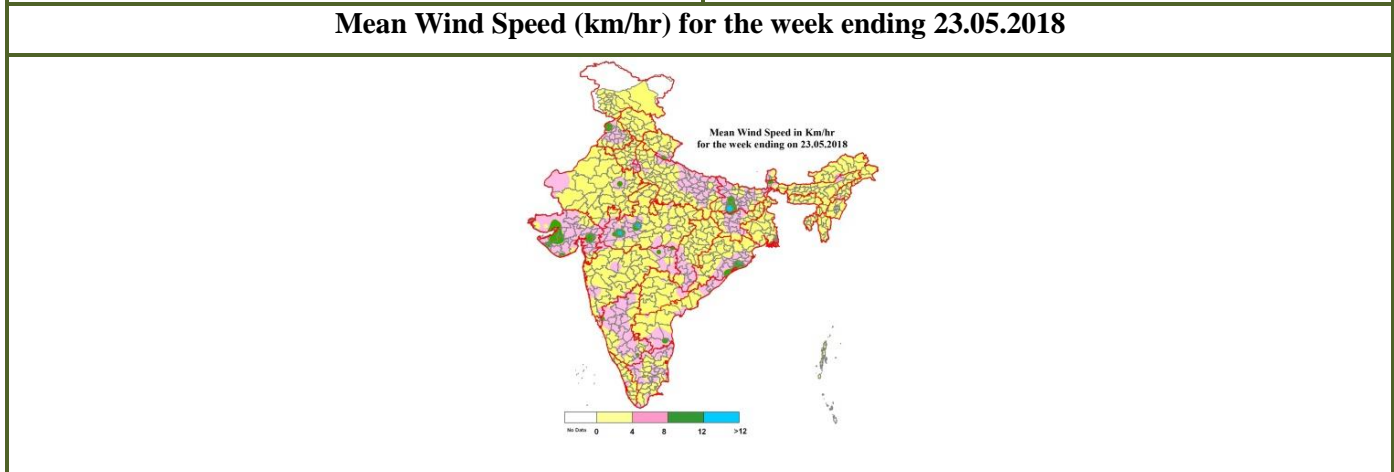 Mean Wind Speed (km/hr) for the week ending 23.05.2018
Mean Wind Speed in Km/hr
for the week ending on 23.05.2018
No Data 0 4 8 12 >12